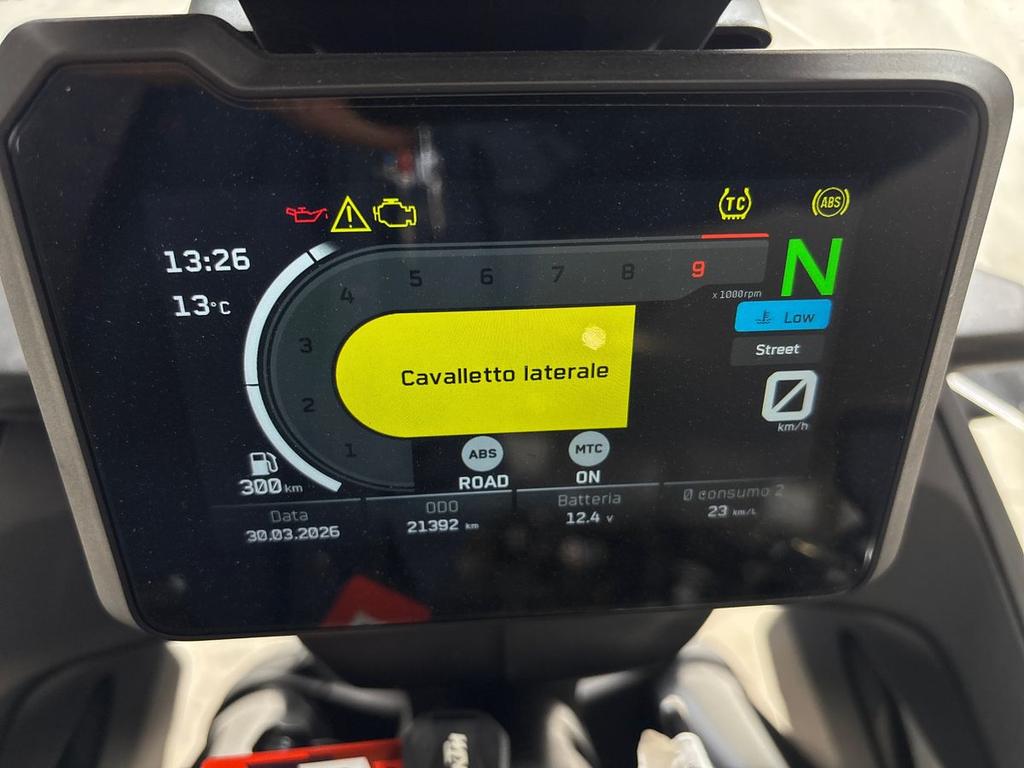 TC
ABS
13:26
13°C
4
5
6
7
8
9
x 1000rpm
N
3
2
1
Low
Street
Cavalletto laterale
0
km/h
ABS
MTC
ROAD
ON
300 km
Data
30.03.2026
ODO
21392 km
Batteria
12.4 V
Ø consumo 2
23 km/L